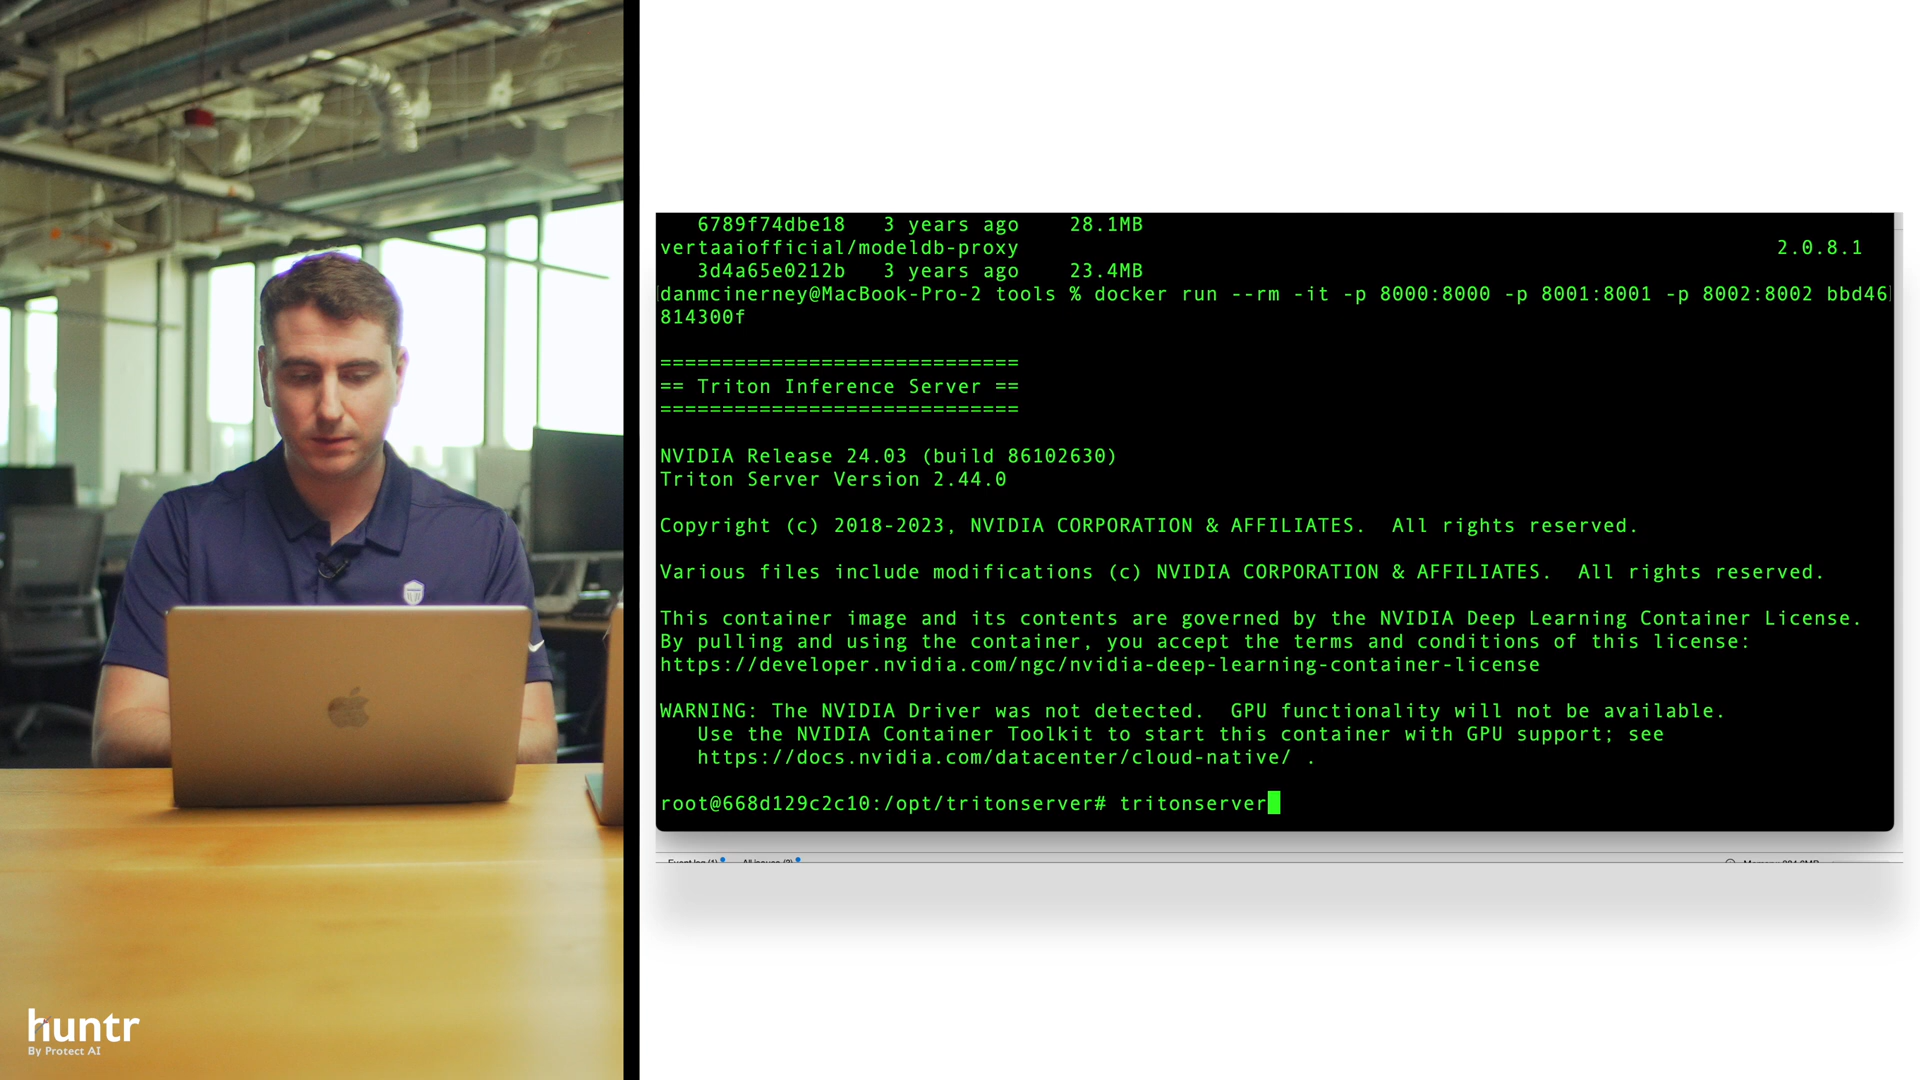 6789f74dbe18 3 years ago 28.1MB
vertaaiofficial/modeldb-proxy 2.0.8.1
3d4a65e0212b 3 years ago 23.4MB
danmcinerney@MacBook-Pro-2 tools % docker run --rm -it -p 8000:8000 -p 8001:8001 -p 8002:8002 bbd46
814300f
=============================
== Triton Inference Server ==
=============================
NVIDIA Release 24.03 (build 86102630)
Triton Server Version 2.44.0
Copyright (c) 2018-2023, NVIDIA CORPORATION & AFFILIATES. All rights reserved.
Various files include modifications (c) NVIDIA CORPORATION & AFFILIATES. All rights reserved.
This container image and its contents are governed by the NVIDIA Deep Learning Container License.
By pulling and using the container, you accept the terms and conditions of this license:
https://developer.nvidia.com/ngc/nvidia-deep-learning-container-license
WARNING: The NVIDIA Driver was not detected. GPU functionality will not be available.
Use the NVIDIA Container Toolkit to start this container with GPU support; see
https://docs.nvidia.com/datacenter/cloud-native/ .
root@668d129c2c10:/opt/tritonserver# tritonserver
huntr
By Protect AI